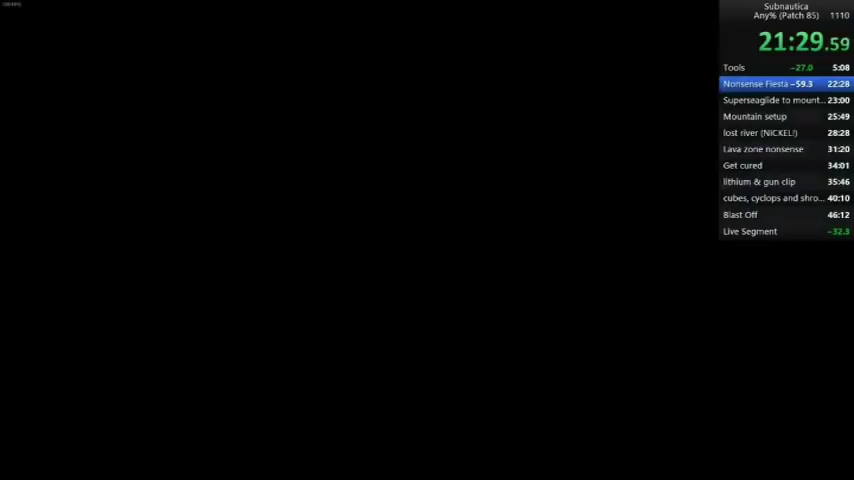 Subnautica
Any% (Patch 85) 1110
21:29.59
Tools −27.0 5:08
Nonsense Fiesta −59.3 22:28
Superseaglide to mount... 23:00
Mountain setup 25:49
lost river (NICKEL!) 28:28
Lava zone nonsense 31:20
Get cured 34:01
lithium & gun clip 35:46
cubes, cyclops and shro... 40:10
Blast Off 46:12
Live Segment −32.3